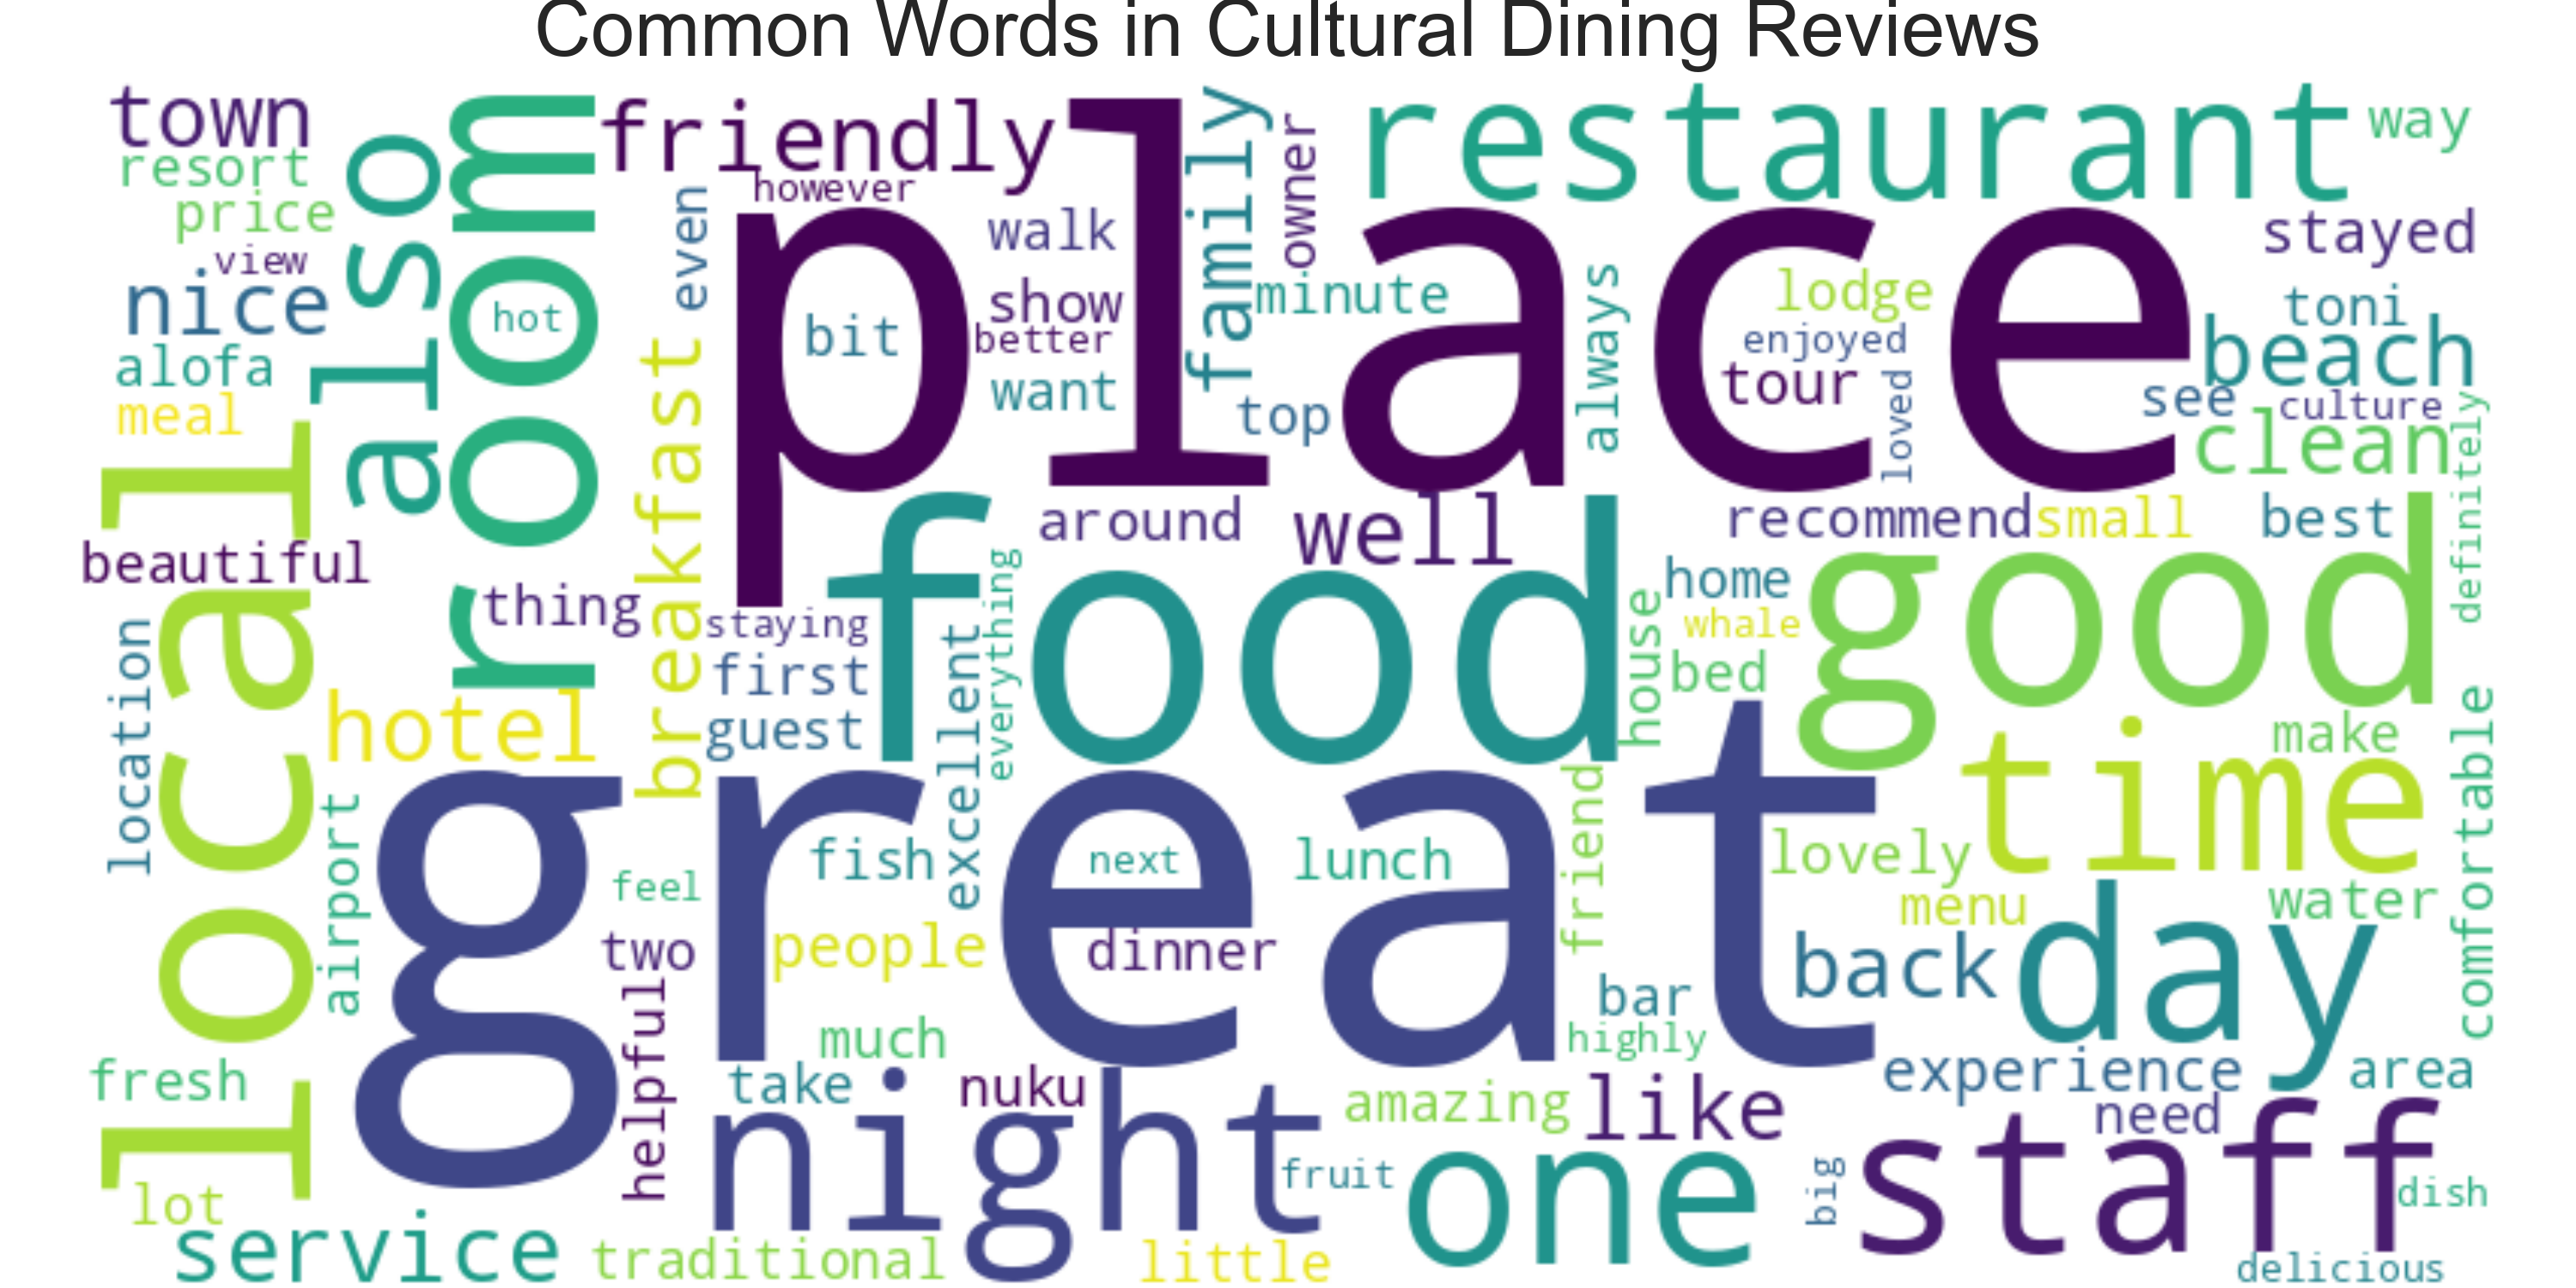 Common Words in Cultural Dining Reviews
town
resort
price
view
nice
alofa
meal
also
room
hot
friendly
however
even
place
walk
show
better
want
bit
family
owner
minute
top
restaurant
way
always
lodge
enjoyed
tour
loved
stayed
toni
beach
see
culture
clean
definitely
local
beautiful
thing
breakfast
staying
first
guest
food
around
well
everything
excellent
recommend
small
best
home
whale
bed
house
good
location
hotel
airport
great
feel
two
helpful
fish
people
next
dinner
lunch
friend
bar
highly
time
make
lovely
menu
water
comfortable
back
day
experience
area
fresh
lot
service
much
take
nuku
night
traditional
little
fruit
amazing
like
one
big
need
staff
dish
delicious